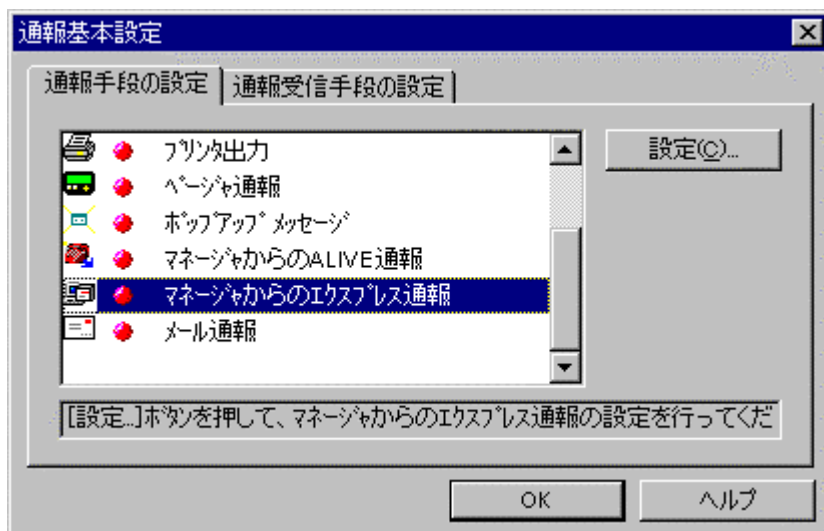 通報基本設定
通報手段の設定 通報受信手段の設定
プリンタ出力
設定(C)...
ページャ通報
ポップアップ メッセージ
マネージャからのALIVE通報
マネージャからのエクスプレス通報
メール通報
[設定...]ボタンを押して、マネージャからのエクスプレス通報の設定を行ってくだ
OK ヘルプ